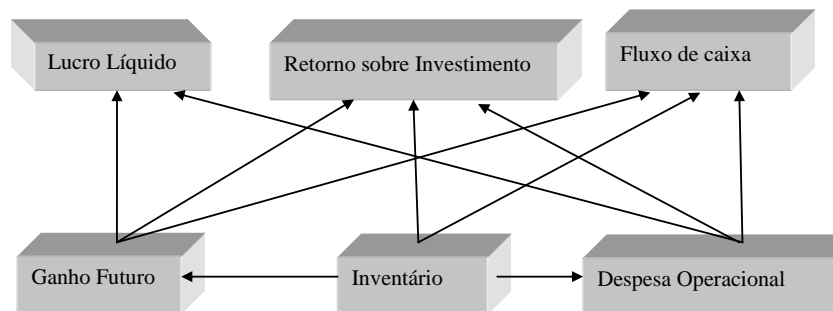 Lucro Líquido
Retorno sobre Investimento
Fluxo de caixa
Ganho Futuro
Inventário
Despesa Operacional